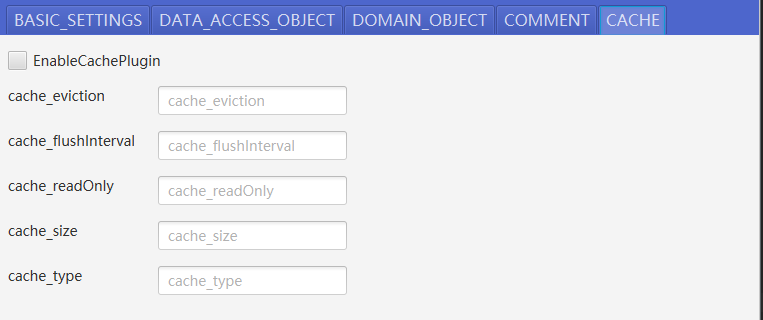 BASIC_SETTINGS DATA_ACCESS_OBJECT DOMAIN_OBJECT COMMENT CACHE
EnableCachePlugin
cache_eviction cache_eviction
cache_flushInterval cache_flushInterval
cache_readOnly cache_readOnly
cache_size cache_size
cache_type cache_type